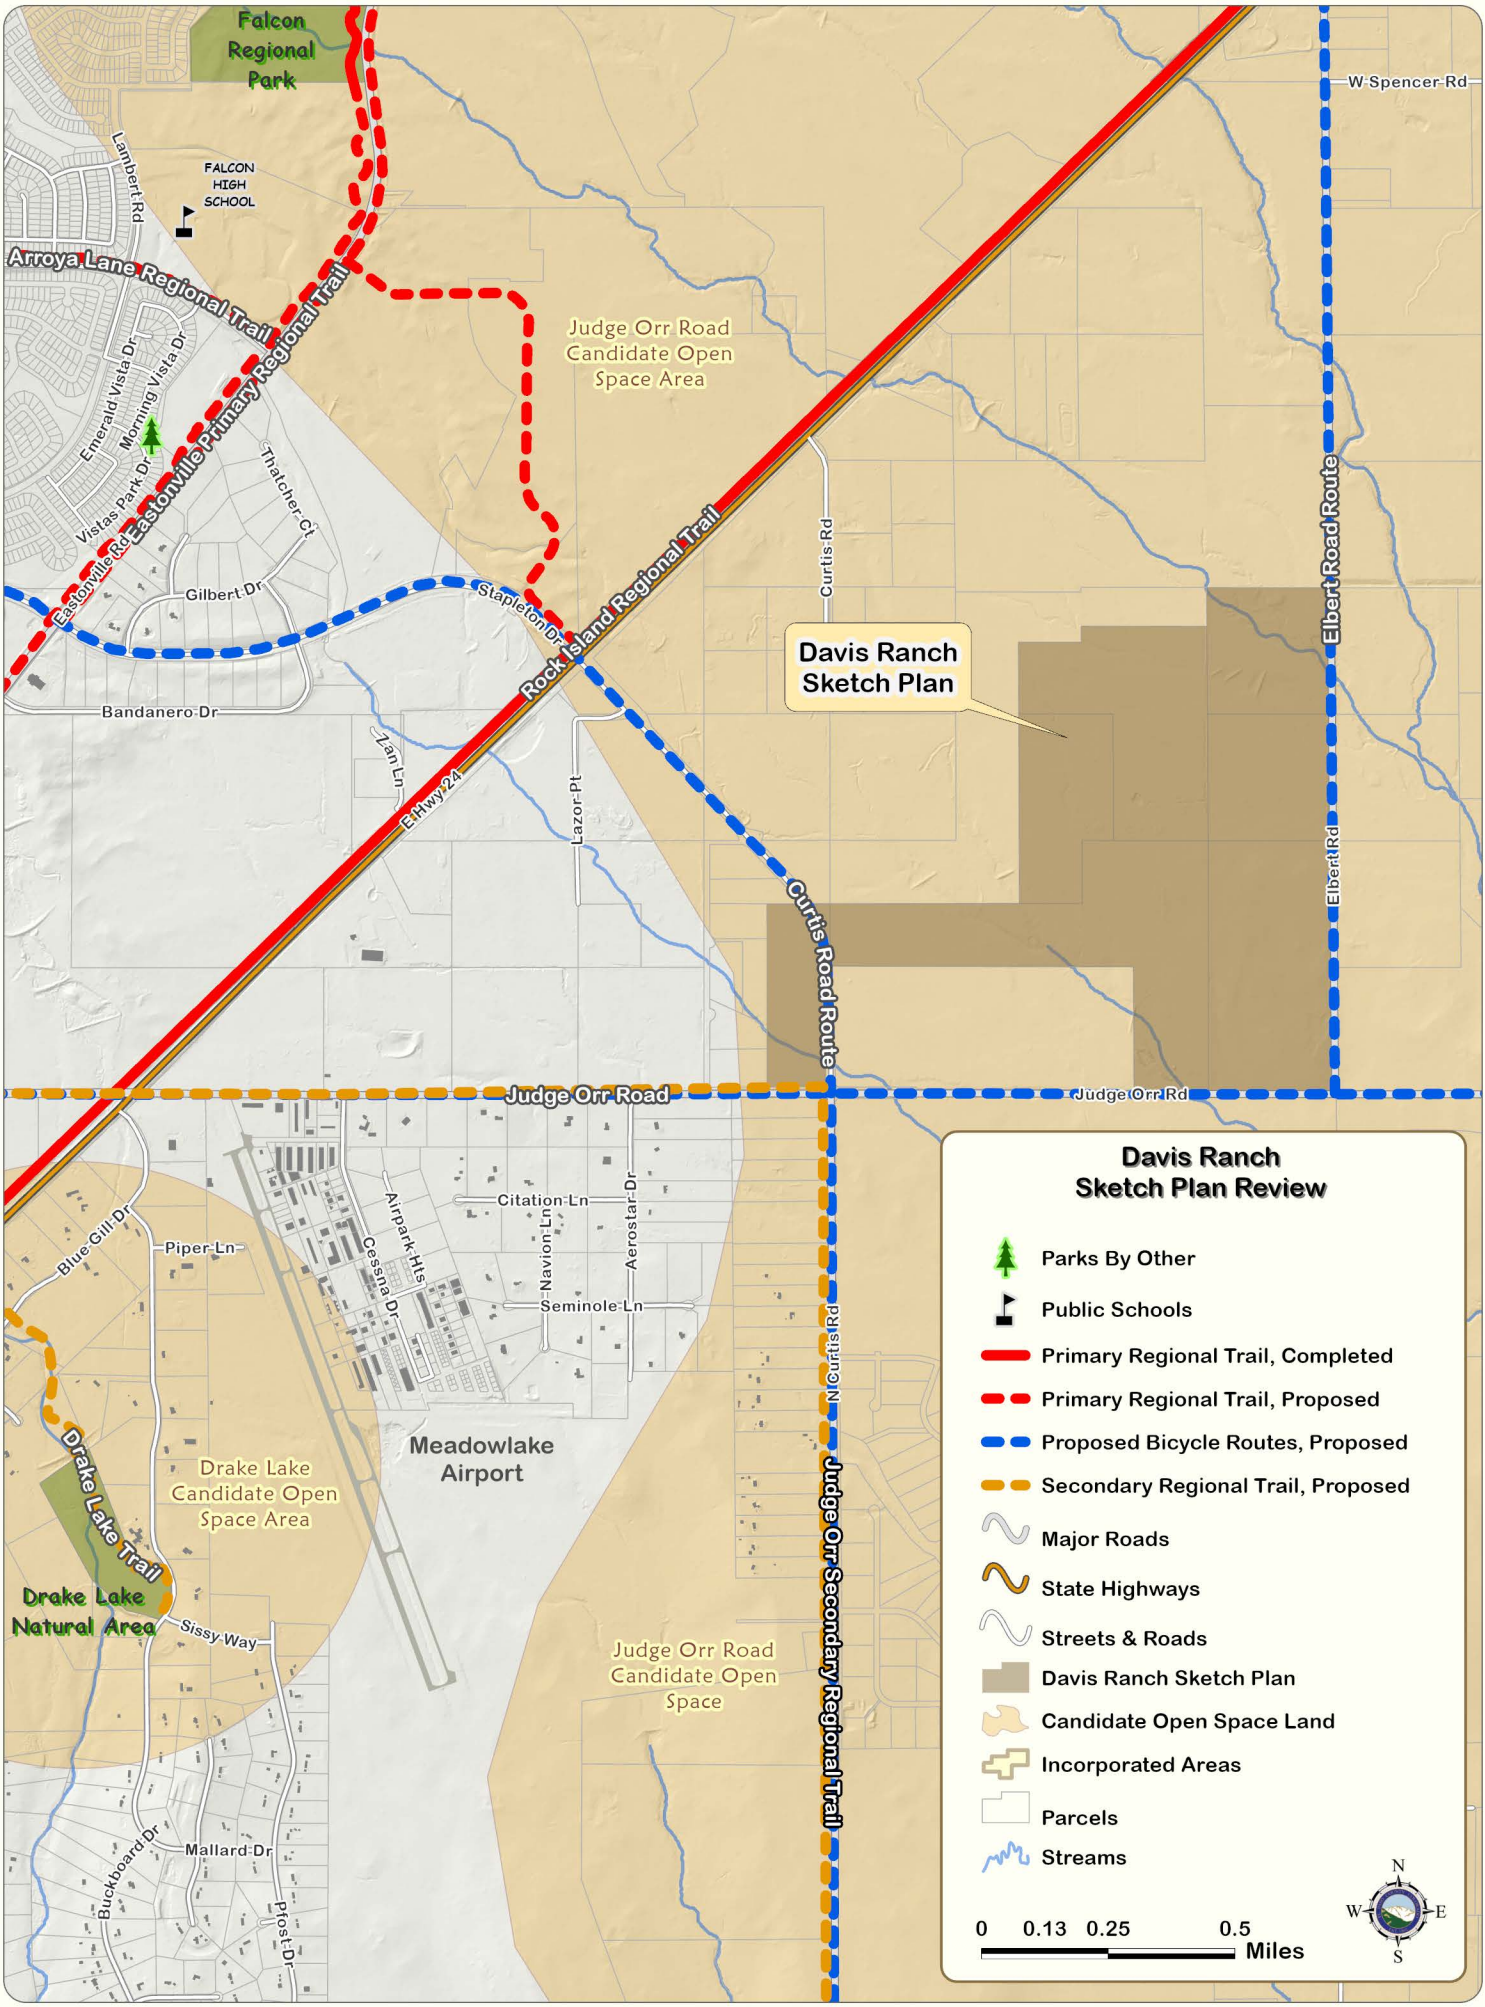 Falcon
Regional
Park
W Spencer Rd
Lambert Rd
FALCON
HIGH
SCHOOL
Arroya Lane Regional Trail
Eastonville Primary Regional Trail
Judge Orr Road
Candidate Open
Space Area
Emerald Vista Dr
Morning Vista Dr
Vistas Park Dr
Thatcher Ct
Eastonville Rd
Gilbert Dr
Stapleton Dr
Rock Island Regional Trail
Curtis Rd
Elbert Road Route
Davis Ranch
Sketch Plan
Bandanero Dr
Zan Ln
E Hwy 24
Lazor Pt
Elbert Rd
Curtis Road Route
Judge Orr Road
Judge Orr Rd
Blue Gill Dr
Piper Ln
Cessna Dr
Airpark Hts
Citation Ln
Navion Ln
Aerostar Dr
Seminole Ln
N Curtis Rd
Meadowlake
Airport
Drake Lake
Candidate Open
Space Area
Drake Lake Trail
Drake Lake
Natural Area
Sissy Way
Judge Orr Secondary Regional Trail
Judge Orr Road
Candidate Open
Space
Buckboard Dr
Mallard Dr
Pfost Dr
Davis Ranch
Sketch Plan Review
Parks By Other
Public Schools
Primary Regional Trail, Completed
Primary Regional Trail, Proposed
Proposed Bicycle Routes, Proposed
Secondary Regional Trail, Proposed
Major Roads
State Highways
Streets & Roads
Davis Ranch Sketch Plan
Candidate Open Space Land
Incorporated Areas
Parcels
Streams
N
W E
S
0 0.13 0.25 0.5
Miles